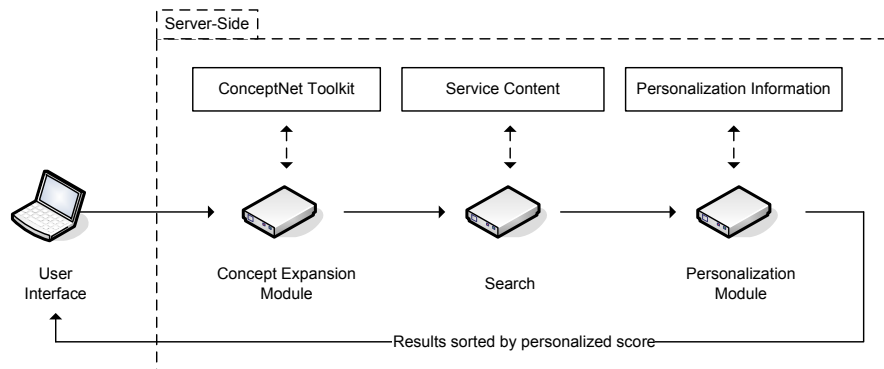 Server-Side
ConceptNet Toolkit
Service Content
Personalization Information
User
Interface
Concept Expansion
Module
Search
Personalization
Module
Results sorted by personalized score